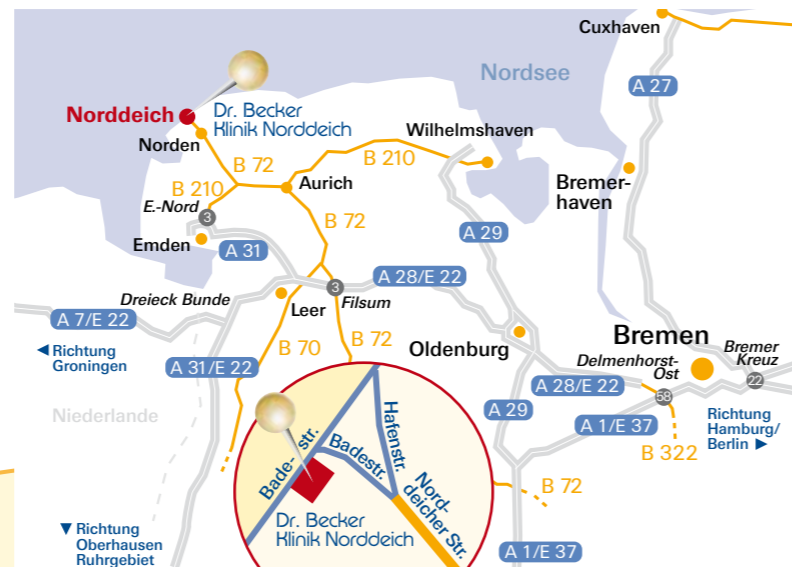 Cuxhaven
Nordsee
A 27
Norddeich
Dr. Becker
Klinik Norddeich
Wilhelmshaven
Norden
B 72
B 210
B 210
Aurich
Bremer-
haven
E.-Nord
3
B 72
A 29
Emden
A 31
A 28/E 22
Dreieck Bunde
3
Leer
Filsum
A 7/E 22
Bremen
B 72
Oldenburg
B 70
Bremer
Kreuz
Delmenhorst-
Ost
Richtung
Groningen
A 31/E 22
A 28/E 22
22
58
Niederlande
A 29
A 1/E 37
Richtung
Hamburg/
Berlin
B 322
Bade-
str.
Badestr.
Hafenstr.
Nord-
deicher Str.
B 72
Dr. Becker
Klinik Norddeich
Richtung
Oberhausen
Ruhrgebiet
A 1/E 37